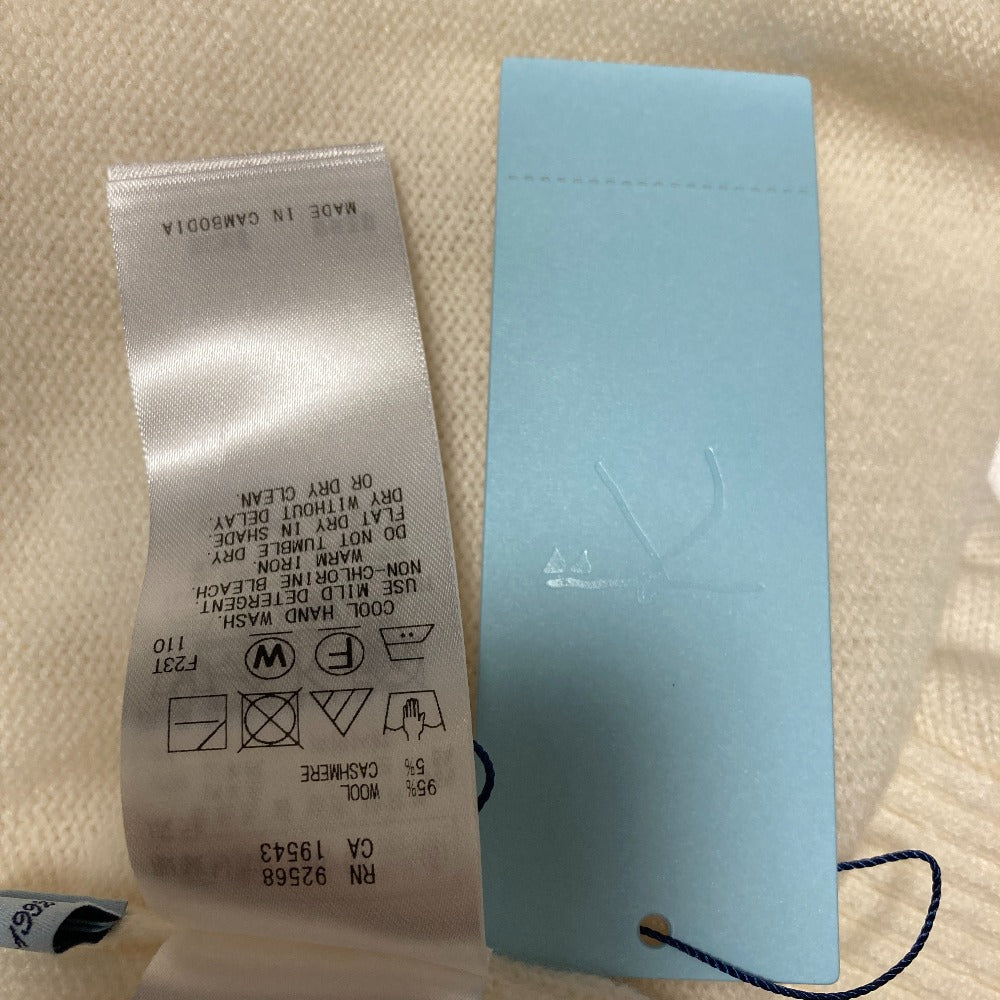 RN 92568
CA 19543
95% WOOL
5% CASHMERE
F
W
F23T
110
COOL HAND WASH.
USE MILD DETERGENT.
NON-CHLORINE BLEACH.
WARM IRON.
DO NOT TUMBLE DRY.
FLAT DRY IN SHADE.
DRY WITHOUT DELAY.
OR DRY CLEAN.
MADE IN CAMBODIA